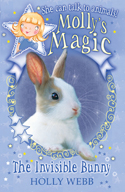 She can talk to animals!
Molly's
Magic
The Invisible Bunny
HOLLY WEBB